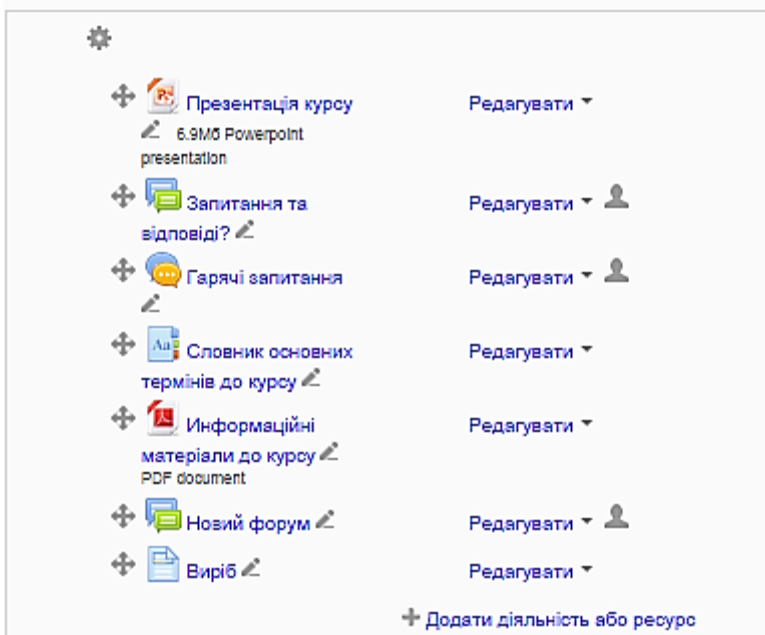 Презентація курсу Редагувати
6.9Мб Powerpoint
presentation
Запитання та Редагувати
відповіді?
Гарячі запитання Редагувати
Словник основних Редагувати
термінів до курсу
Информаційні Редагувати
матеріали до курсу
PDF document
Новий форум Редагувати
Виріб Редагувати
Додати діяльність або ресурс